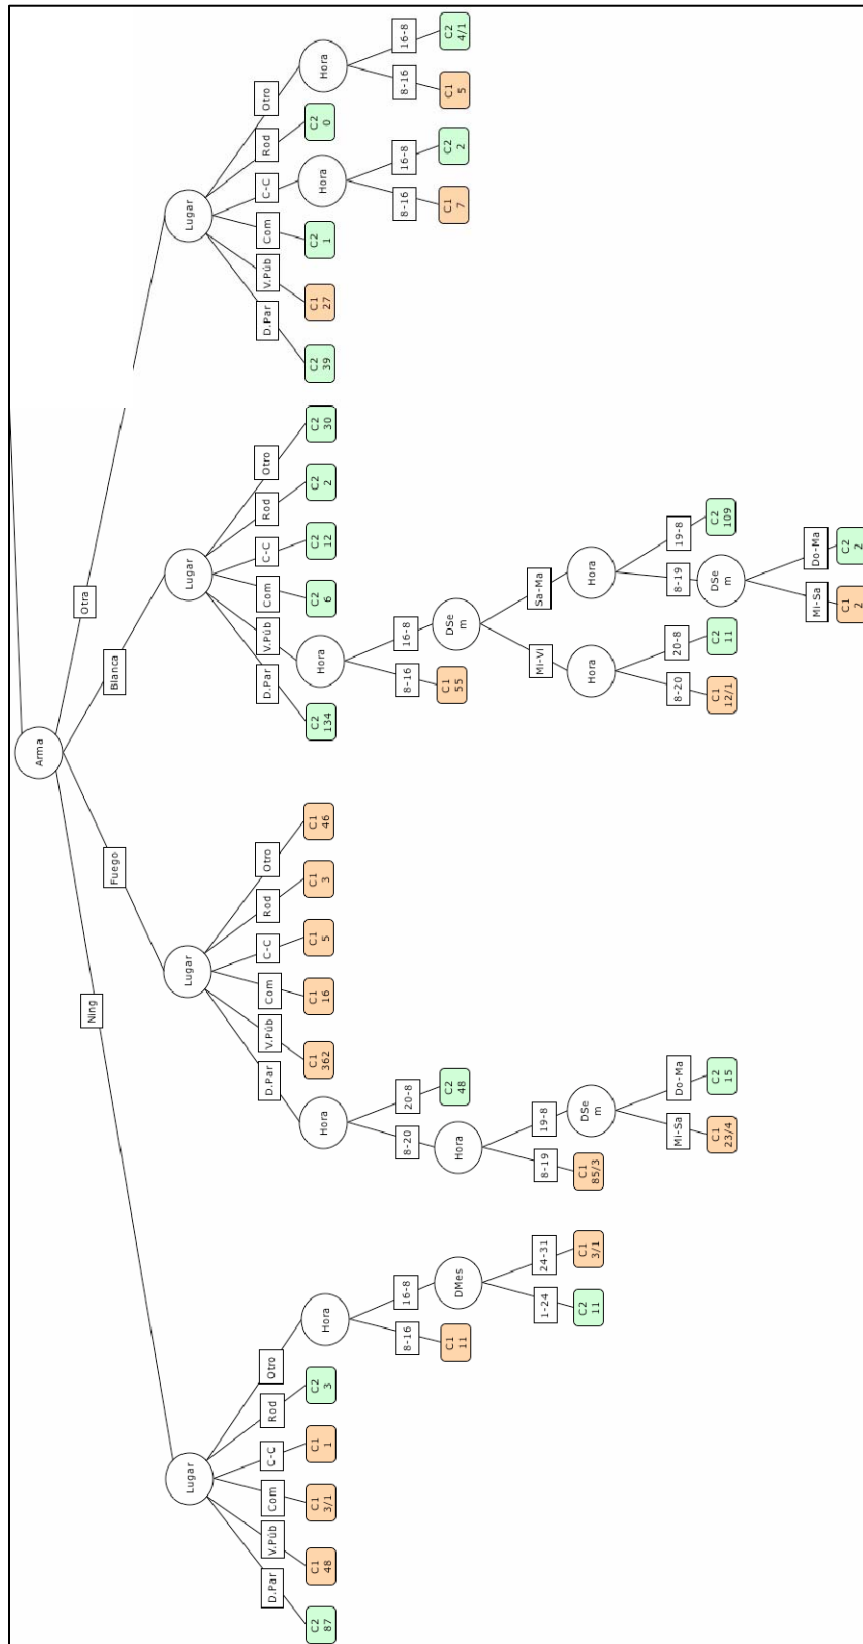 Arma
Ning
Fuego
Blanca
Otra
Lugar
D.Par
V.Púb
Com
C-C
Rod
Otro
C2
87
C1
48
C1
3/1
C1
1
C2
3
Hora
8-16
16-8
C1
11
DMes
1-24
24-31
C2
11
C1
3/1
Lugar
D.Par
V.Púb
Com
C-C
Rod
Otro
Hora
8-20
20-8
Hora
C2
48
8-19
19-8
C1
85/3
DSe
m
Mi-Sa
Do-Ma
C1
23/4
C2
15
C1
362
C1
16
C1
5
C1
3
C1
46
Lugar
D.Par
V.Púb
Com
C-C
Rod
Otro
C2
134
Hora
8-16
16-8
C1
55
DSe
m
Mi-Vi
Sa-Ma
Hora
8-20
20-8
C1
12/1
C2
11
Hora
8-19
19-8
DSe
m
C2
109
Mi-Sa
Do-Ma
C1
2
C2
2
C2
6
C2
12
C2
2
C2
30
Lugar
D.Par
V.Púb
Com
C-C
Rod
Otro
C2
39
C1
27
C2
1
Hora
8-16
16-8
C1
7
C2
2
C2
0
Hora
8-16
16-8
C1
5
C2
4/1